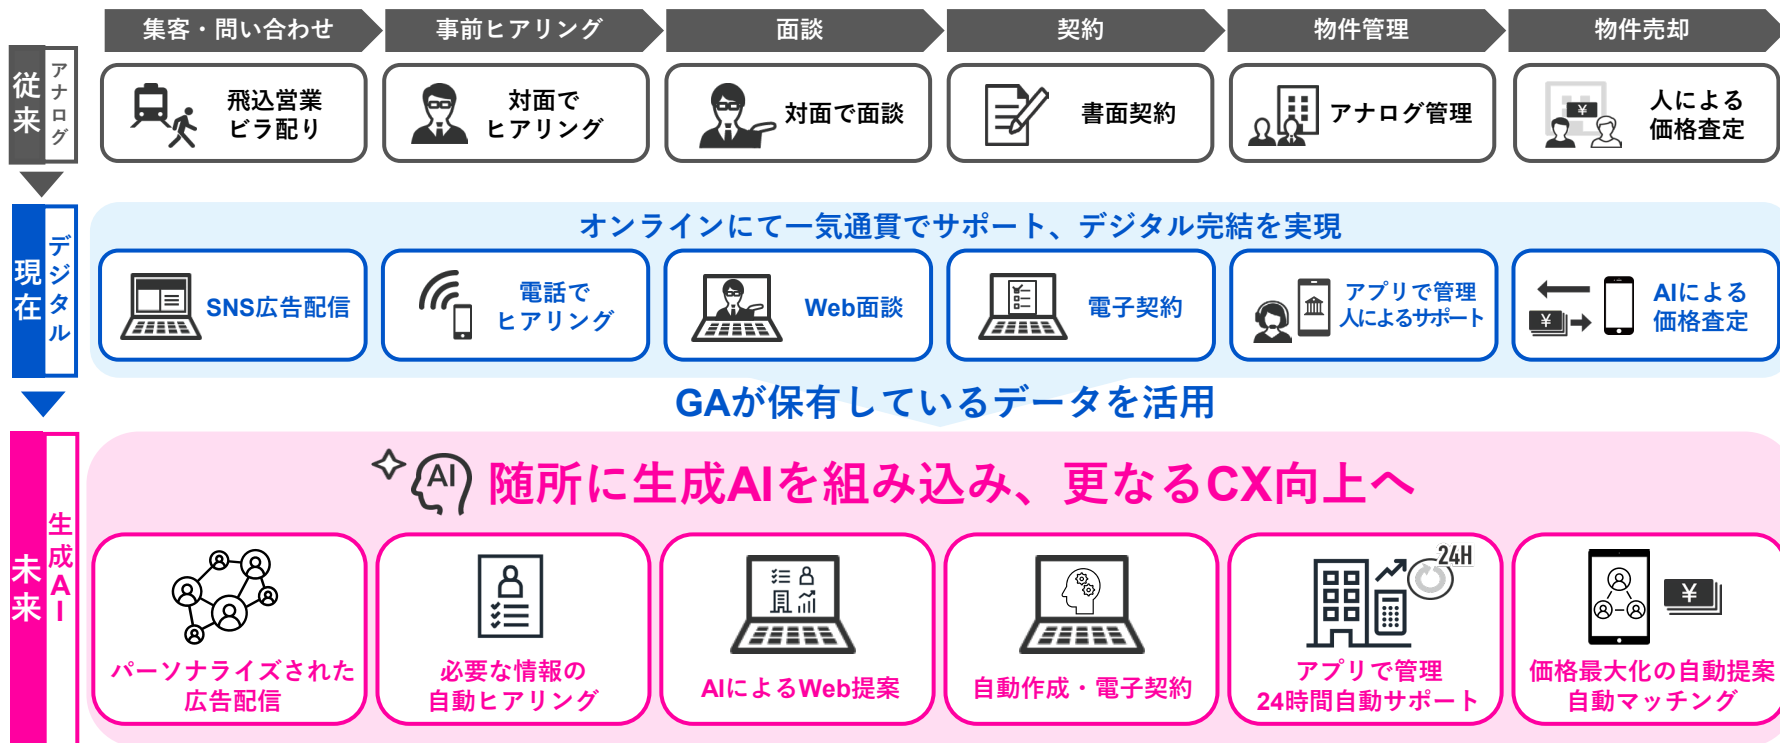 集客・問い合わせ
事前ヒアリング
面談
契約
物件管理
物件売却
従来
アナログ
飛込営業
ビラ配り
対面で
ヒアリング
対面で面談
書面契約
アナログ管理
¥
人による
価格査定
現在
デジタル
オンラインにて一気通貫でサポート、デジタル完結を実現
SNS広告配信
電話で
ヒアリング
Web面談
電子契約
アプリで管理
人によるサポート
¥
AIによる
価格査定
GAが保有しているデータを活用
未来
生成AI
AI
随所に生成AIを組み込み、更なるCX向上へ
パーソナライズされた
広告配信
必要な情報の
自動ヒアリング
AIによるWeb提案
自動作成・電子契約
24H
アプリで管理
24時間自動サポート
¥
価格最大化の自動提案
自動マッチング